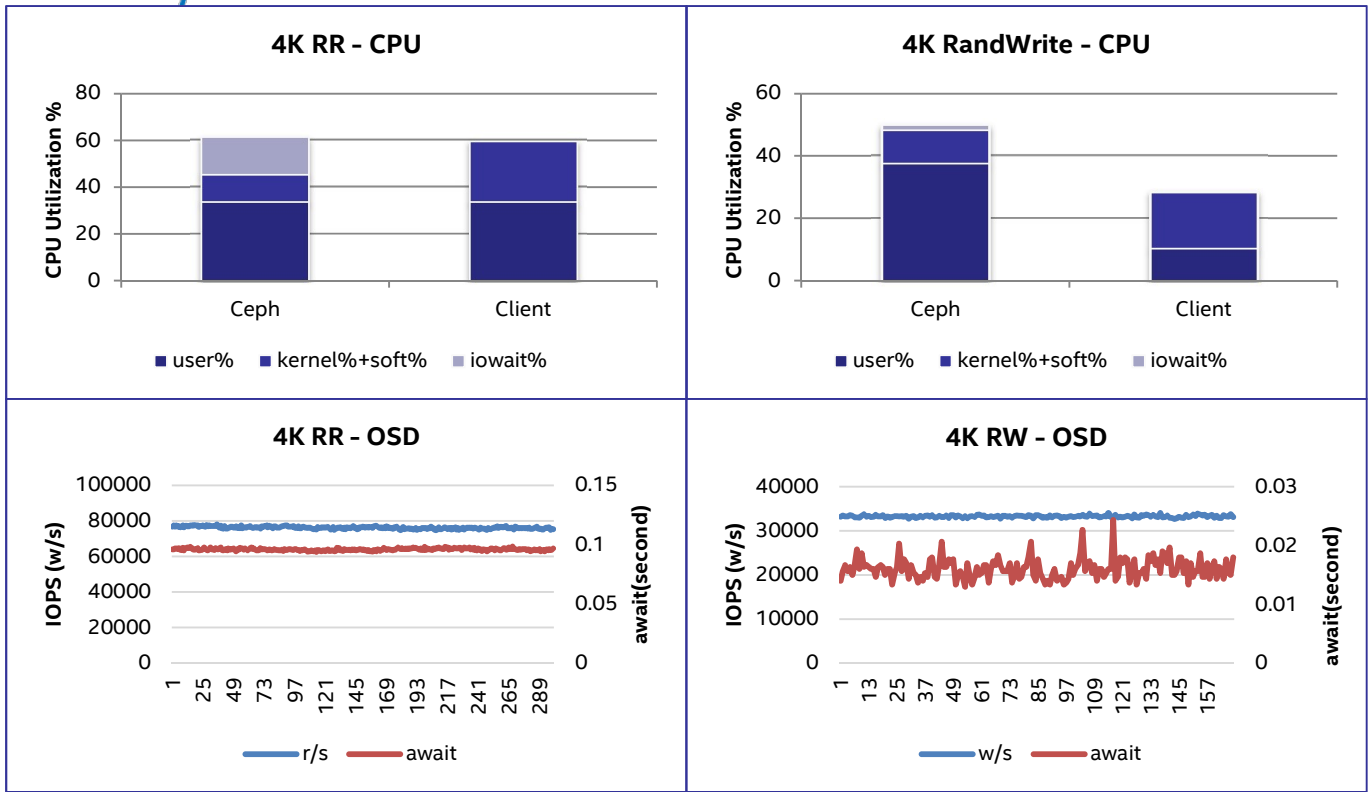 4K RR - CPU
CPU Utilization %
80
60
40
20
0
Ceph Client
user% kernel%+soft% iowait%
4K RandWrite - CPU
CPU Utilization %
60
40
20
0
Ceph Client
user% kernel%+soft% iowait%
4K RR - OSD
IOPS (w/s)
100000
80000
60000
40000
20000
0
0.15
0.1
0.05
0
await(second)
1 25 49 73 97 121 145 169 193 217 241 265 289
r/s await
4K RW - OSD
IOPS (w/s)
40000
30000
20000
10000
0
0.03
0.02
0.01
0
await(second)
1 13 25 37 49 61 73 85 97 109 121 133 145 157
w/s await